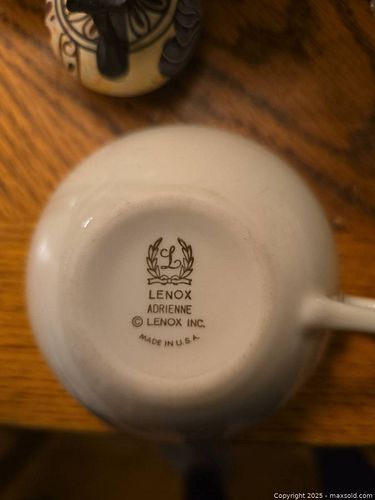 L
LENOX
ADRIENNE
© LENOX INC.
MADE IN U.S.A.
Copyright © 2025 - maxsold.com